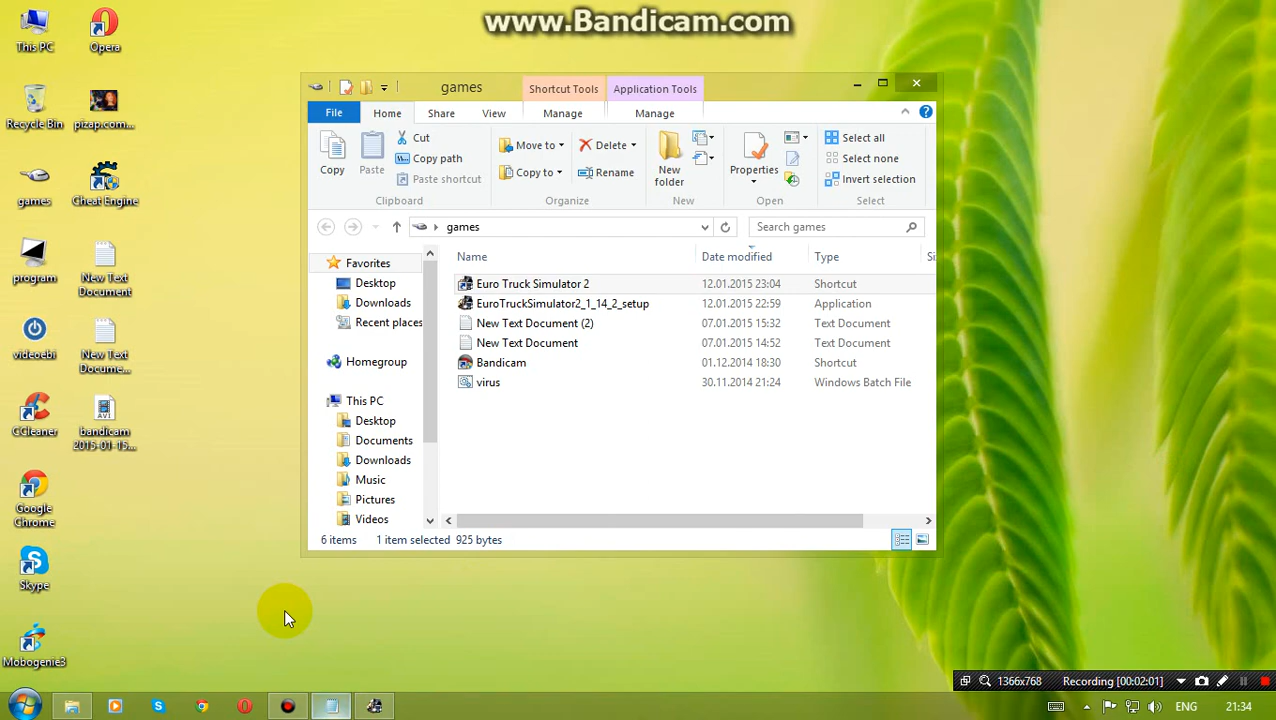 www.Bandicam.com
This PC
Opera
Recycle Bin
pizap.com...
games
Cheat Engine
program
New Text
Document
videoebi
New Text
Docume...
CCleaner
AVI
bandicam
2015-01-15...
Google
Chrome
Skype
Mobogenie3
games
Shortcut Tools
Application Tools
File
Home
Share
View
Manage
Manage
Copy
Paste
Cut
Copy path
Paste shortcut
Clipboard
Move to
Copy to
Delete
Rename
Organize
New
folder
New
Properties
Open
Select all
Select none
Invert selection
Select
games
Search games
Name
Date modified
Type
Si
Favorites
Desktop
Downloads
Recent places
Homegroup
This PC
Desktop
Documents
Downloads
Music
Pictures
Videos
Euro Truck Simulator 2 12.01.2015 23:04 Shortcut
EuroTruckSimulator2_1_14_2_setup 12.01.2015 22:59 Application
New Text Document (2) 07.01.2015 15:32 Text Document
New Text Document 07.01.2015 14:52 Text Document
Bandicam 01.12.2014 18:30 Shortcut
virus 30.11.2014 21:24 Windows Batch File
6 items 1 item selected 925 bytes
1366x768 Recording [00:02:01]
ENG 21:34